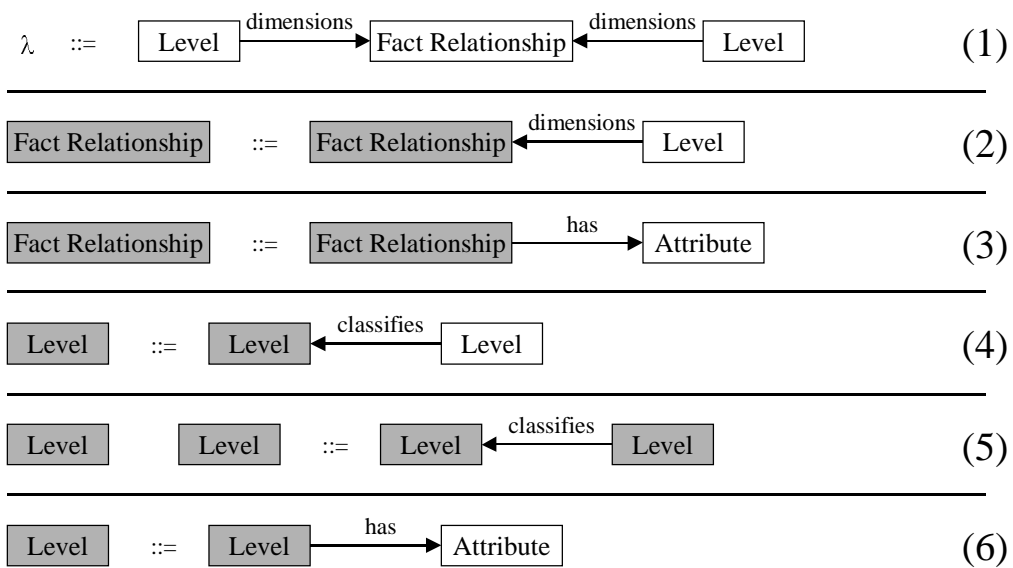 dimensions dimensions
λ ::= Level Fact Relationship Level (1)
dimensions
Fact Relationship ::= Fact Relationship Level (2)
has
Fact Relationship ::= Fact Relationship Attribute (3)
classifies
Level ::= Level Level (4)
classifies
Level Level ::= Level Level (5)
has
Level ::= Level Attribute (6)